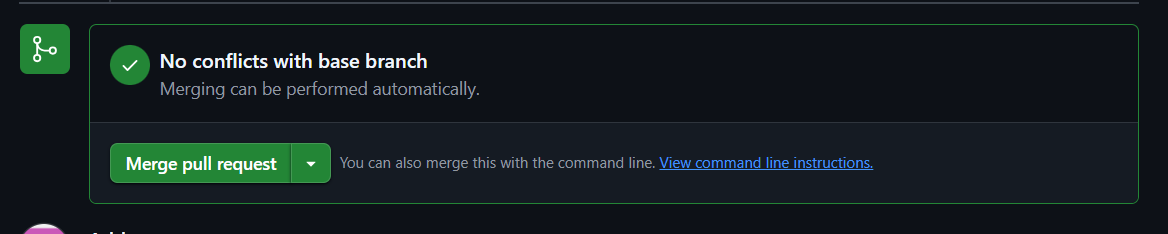 No conflicts with base branch
Merging can be performed automatically.
Merge pull request You can also merge this with the command line. View command line instructions.